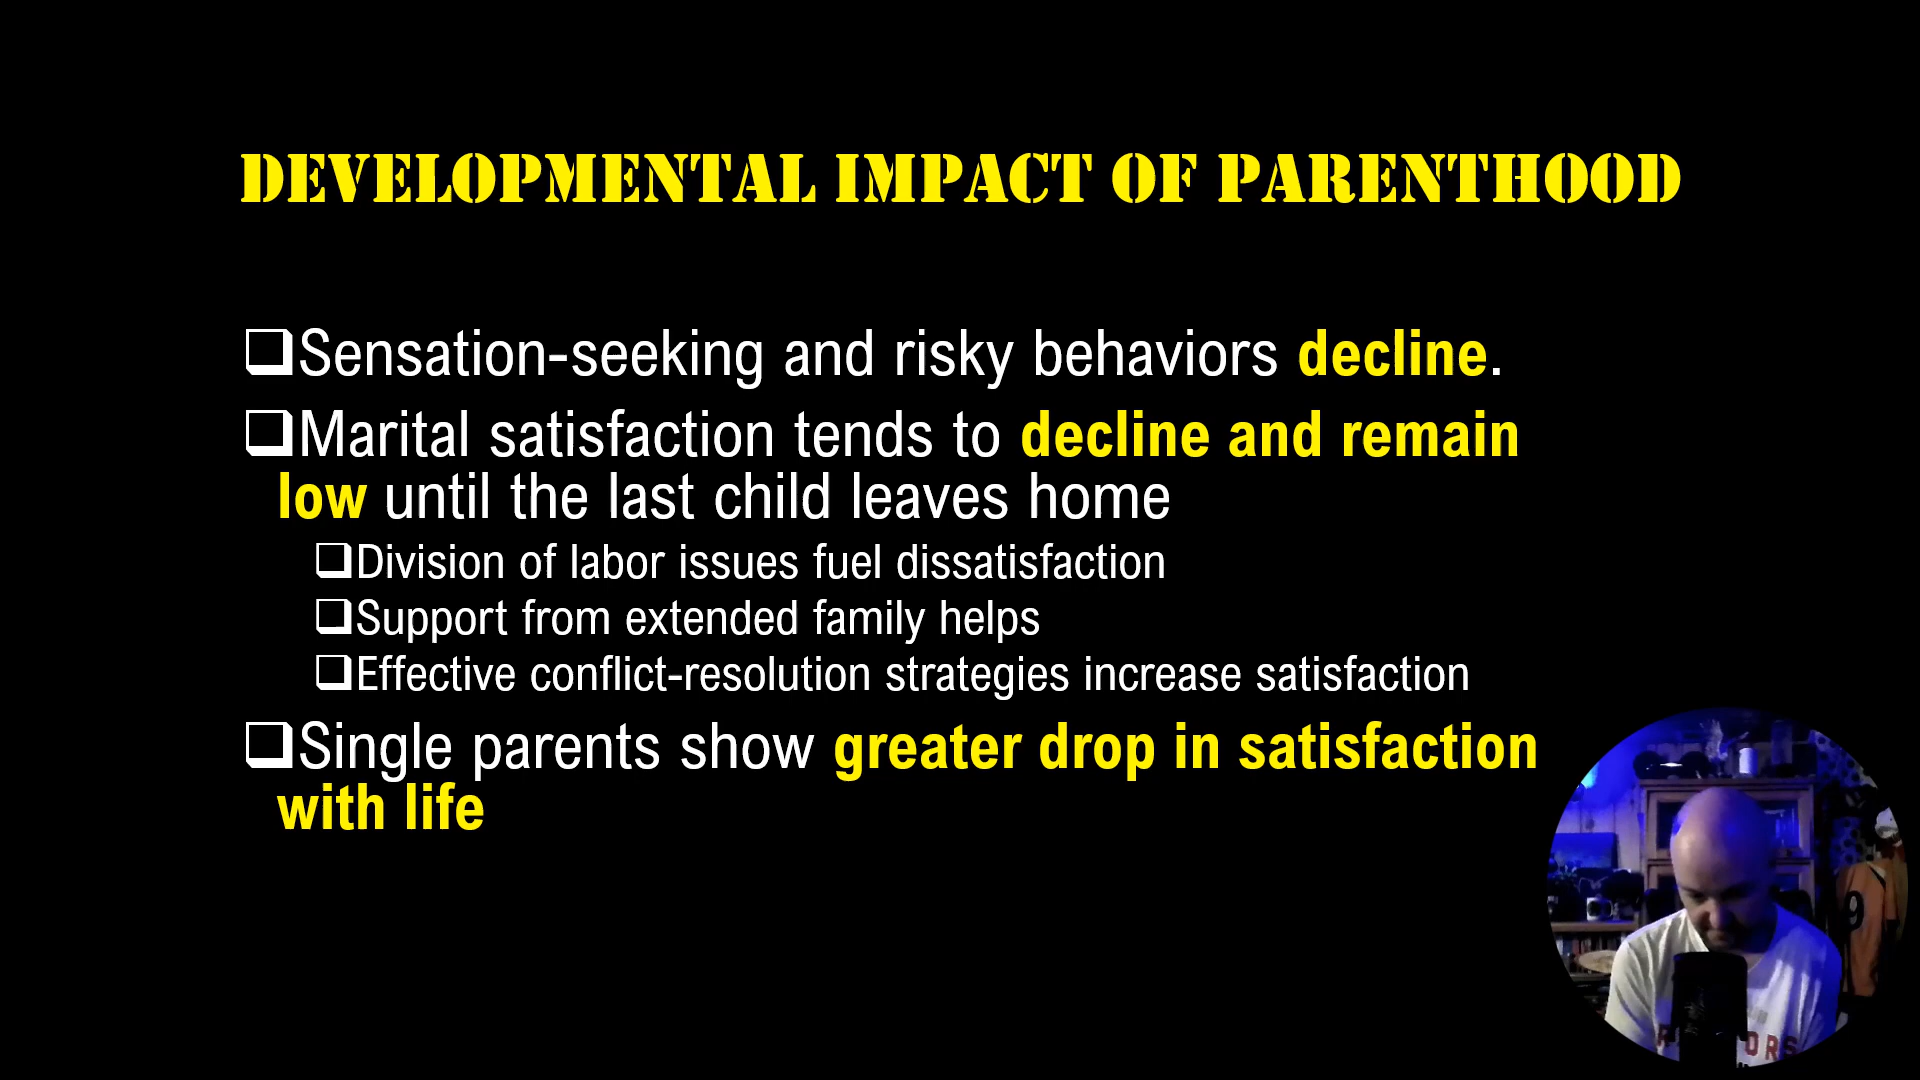 DEVELOPMENTAL IMPACT OF PARENTHOOD
Sensation-seeking and risky behaviors decline.
Marital satisfaction tends to decline and remain
low until the last child leaves home
Division of labor issues fuel dissatisfaction
Support from extended family helps
Effective conflict-resolution strategies increase satisfaction
Single parents show greater drop in satisfaction
with life
9